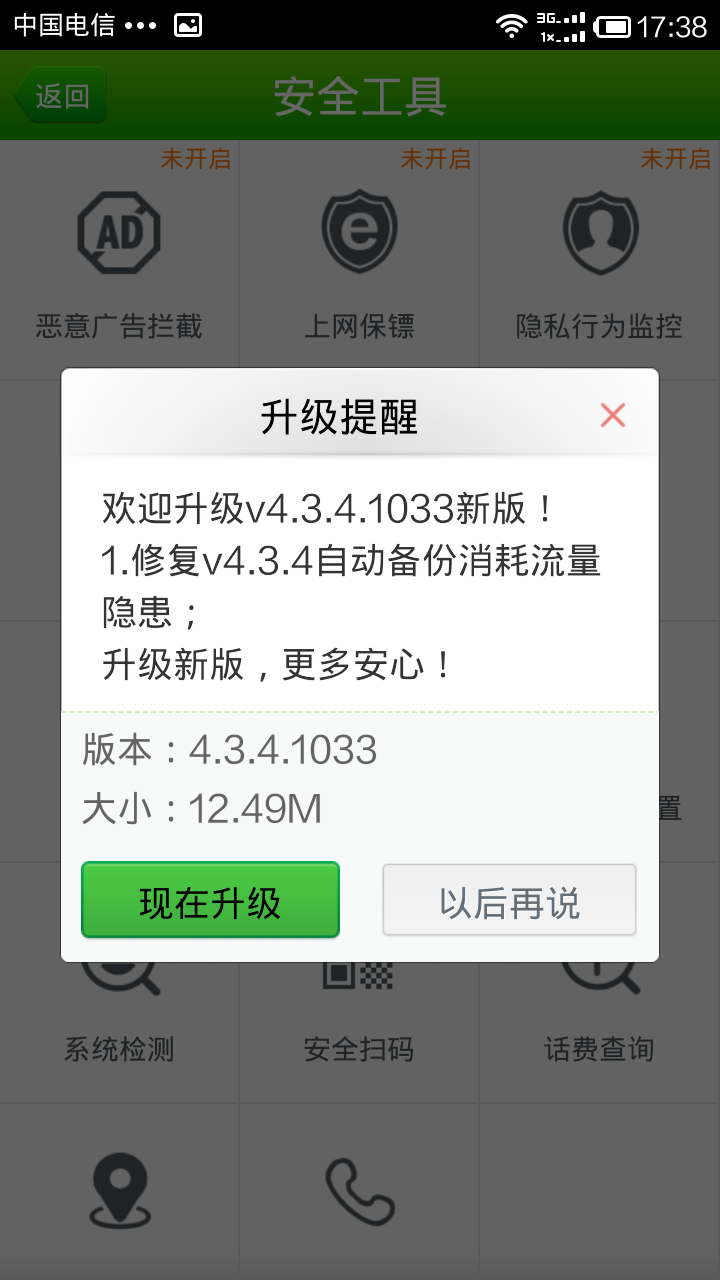 中国电信 ••• 3G 1× 17:38
返回 安全工具
未开启 未开启 未开启
AD e
恶意广告拦截 上网保镖 隐私行为监控
升级提醒
欢迎升级v4.3.4.1033新版！
1.修复v4.3.4自动备份消耗流量
隐患；
升级新版，更多安心！
版本：4.3.4.1033
大小：12.49M
置
现在升级 以后再说
系统检测 安全扫码 话费查询